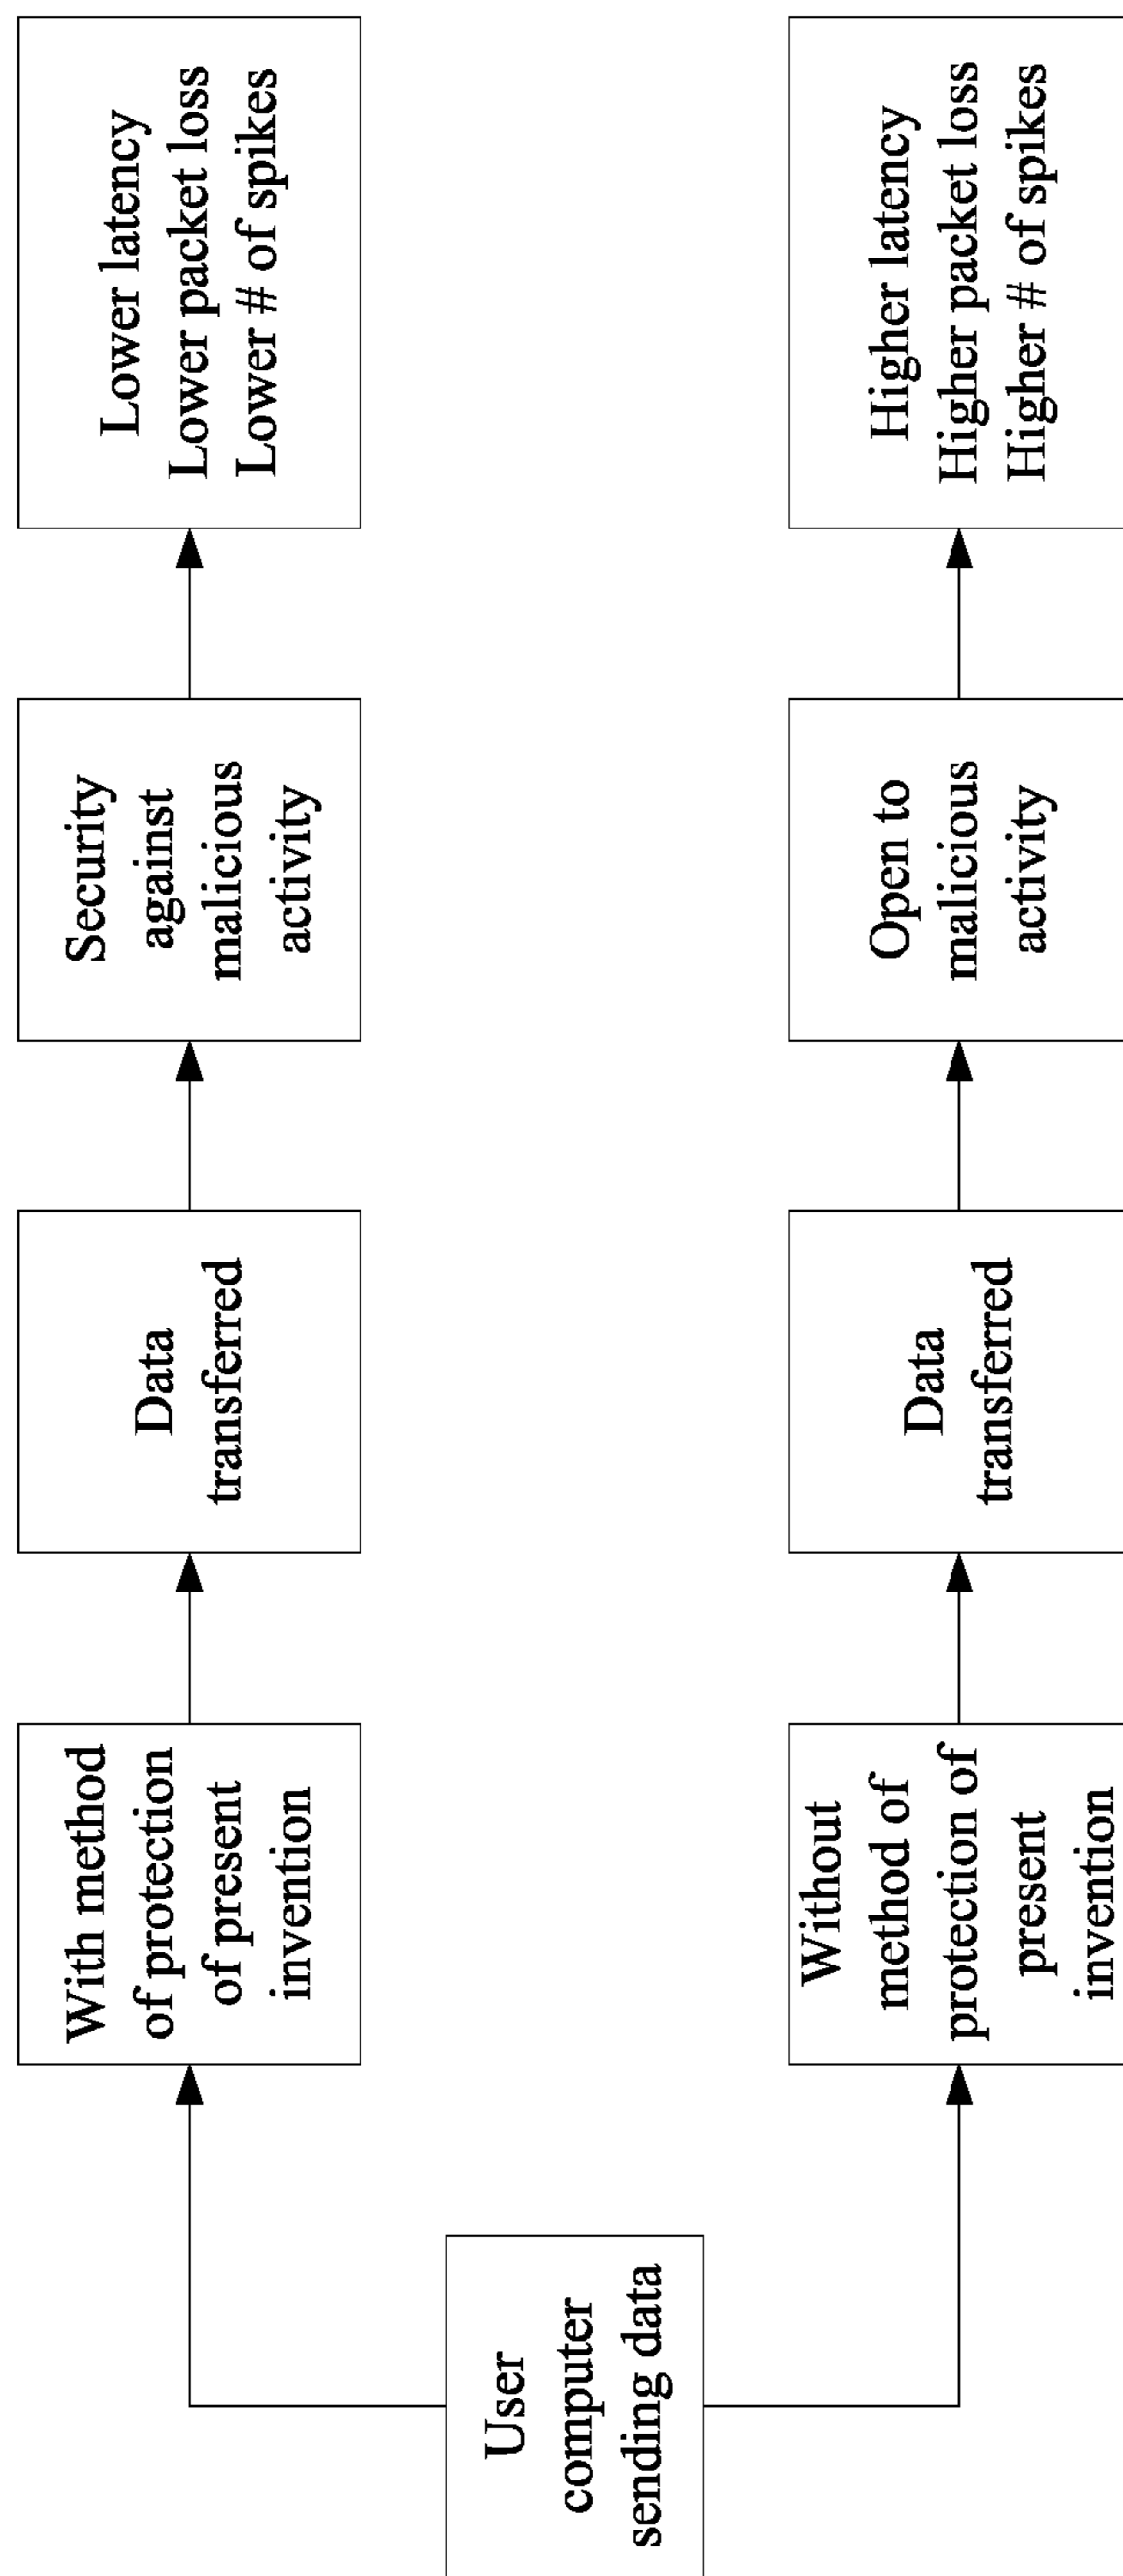 User
computer
sending data
With method
of protection
of present
invention
Data
transferred
Security
against
malicious
activity
Lower latency
Lower packet loss
Lower # of spikes
Without
method of
protection of
present
invention
Data
transferred
Open to
malicious
activity
Higher latency
Higher packet loss
Higher # of spikes